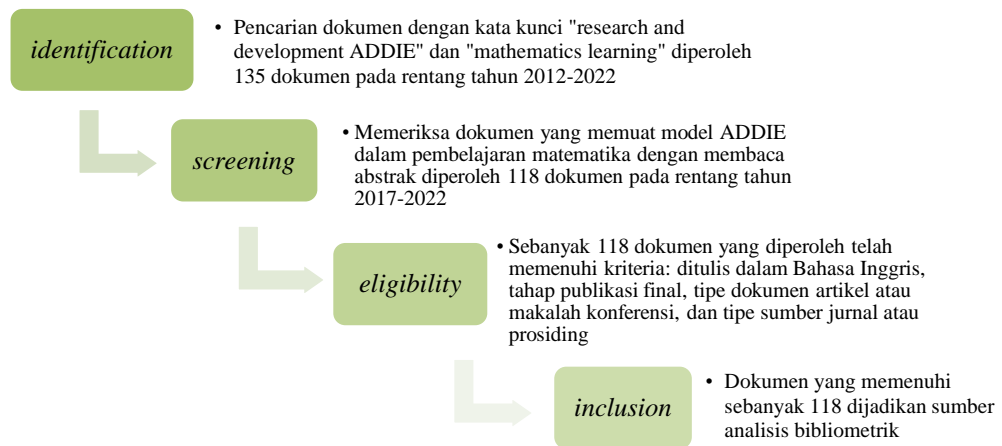 identification
• Pencarian dokumen dengan kata kunci "research and
development ADDIE" dan "mathematics learning" diperoleh
135 dokumen pada rentang tahun 2012-2022
screening
• Memeriksa dokumen yang memuat model ADDIE
dalam pembelajaran matematika dengan membaca
abstrak diperoleh 118 dokumen pada rentang tahun
2017-2022
eligibility
• Sebanyak 118 dokumen yang diperoleh telah
memenuhi kriteria: ditulis dalam Bahasa Inggris,
tahap publikasi final, tipe dokumen artikel atau
makalah konferensi, dan tipe sumber jurnal atau
prosiding
inclusion
• Dokumen yang memenuhi
sebanyak 118 dijadikan sumber
analisis bibliometrik